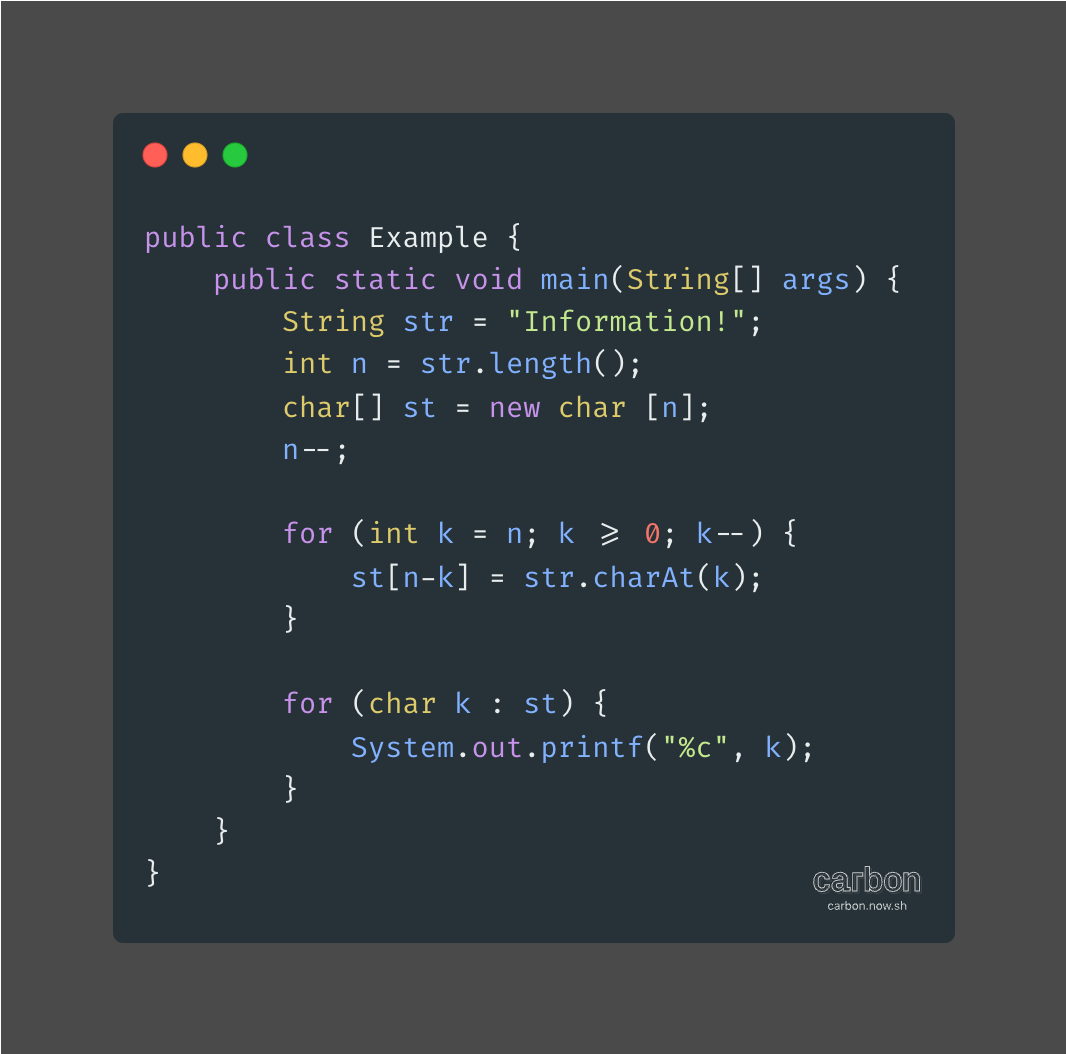 public class Example {
    public static void main(String[] args) {
        String str = "Information!";
        int n = str.length();
        char[] st = new char [n];
        n--;

        for (int k = n; k >= 0; k--) {
            st[n-k] = str.charAt(k);
        }

        for (char k : st) {
            System.out.printf("%c", k);
        }
    }
}
carbon
carbon.now.sh